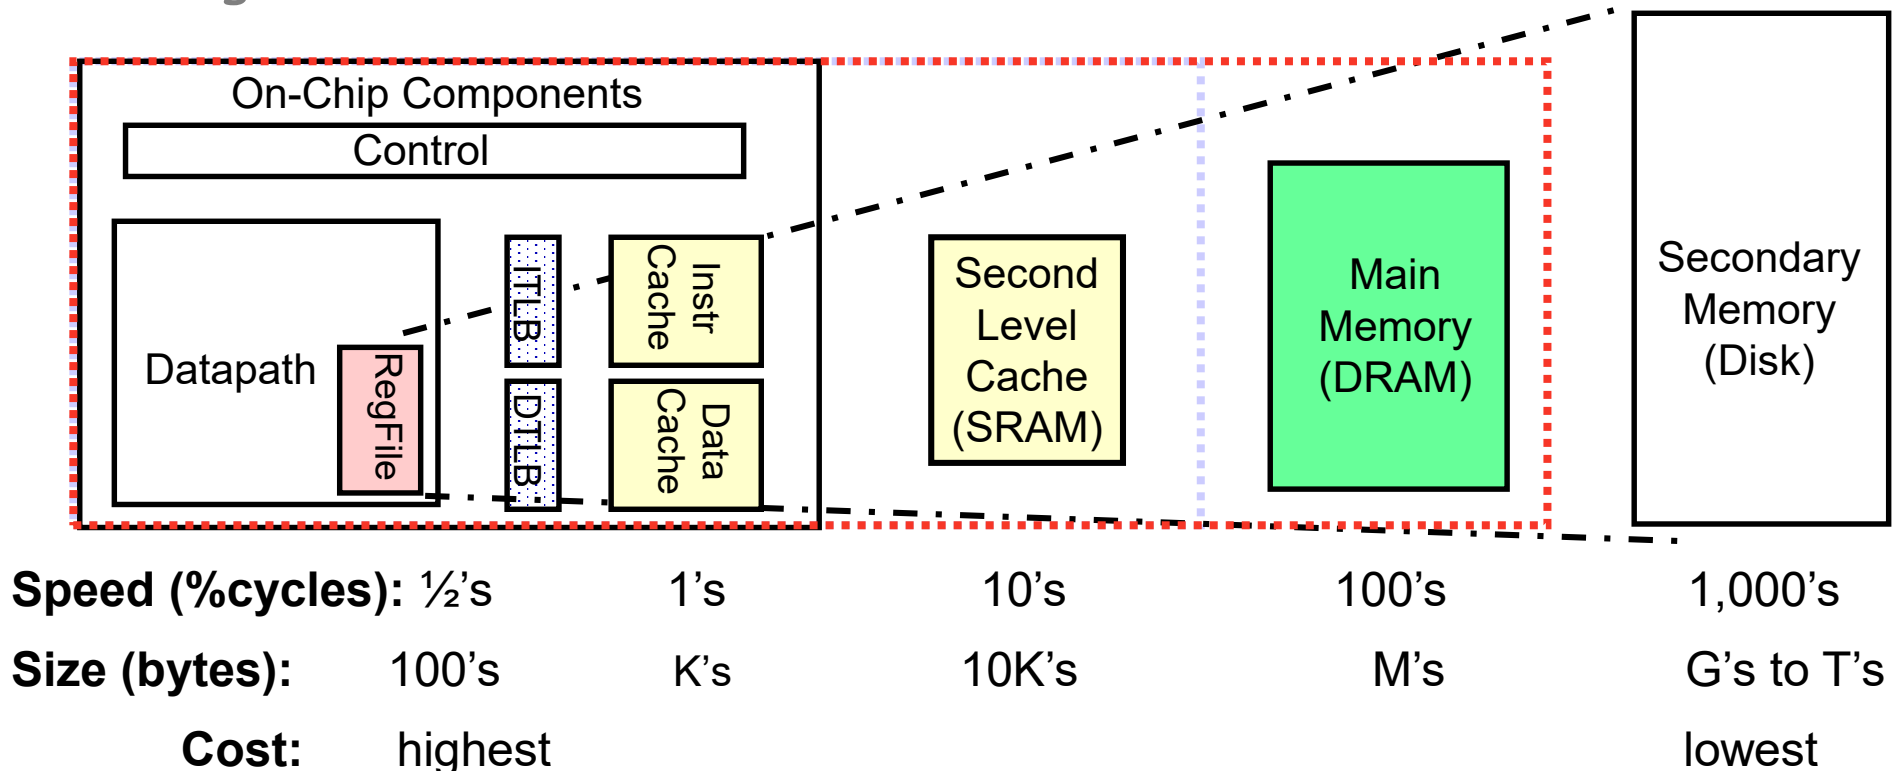 On-Chip Components
Control
Datapath
RegFile
ITLB
DTLB
Instr
Cache
Data
Cache
Second
Level
Cache
(SRAM)
Main
Memory
(DRAM)
Secondary
Memory
(Disk)
Speed (%cycles): ½’s 1’s 10’s 100’s 1,000’s
Size (bytes): 100’s K’s 10K’s M’s G’s to T’s
Cost: highest lowest